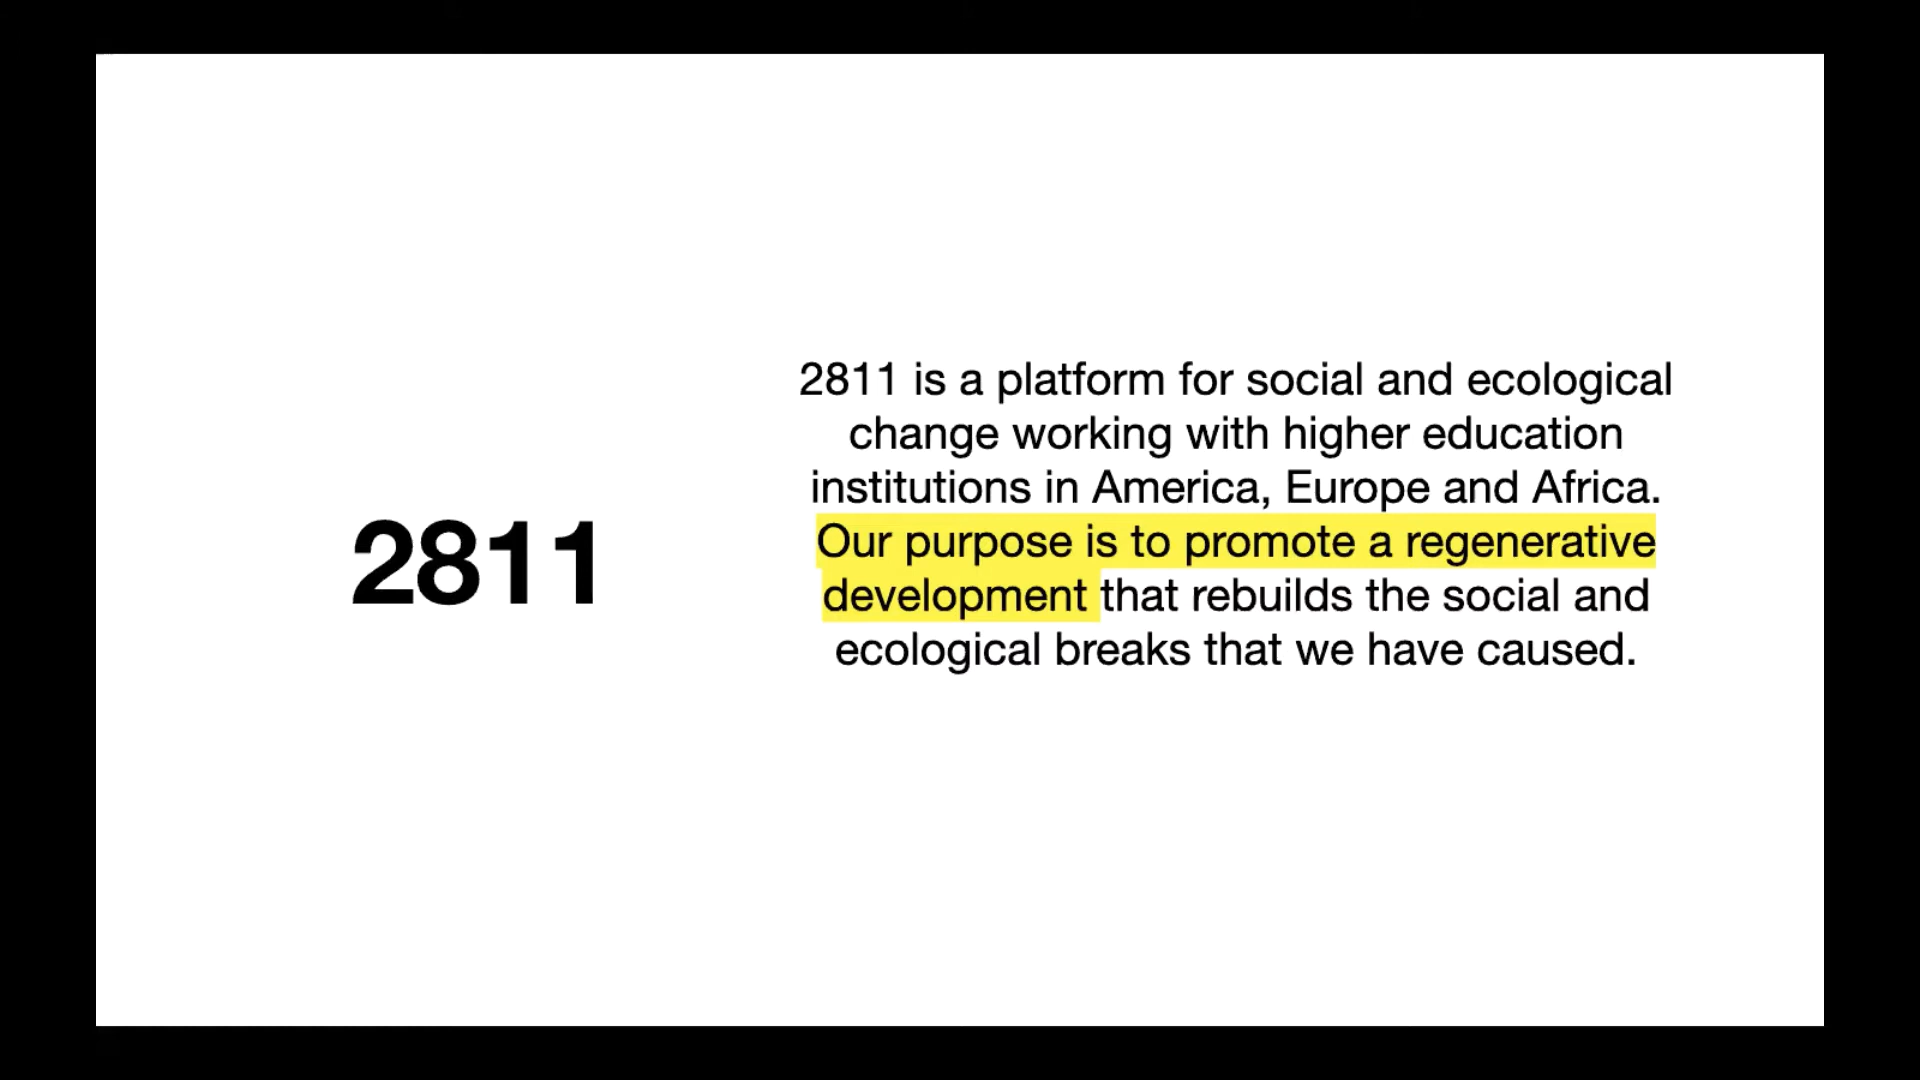 2811
2811 is a platform for social and ecological
change working with higher education
institutions in America, Europe and Africa.
Our purpose is to promote a regenerative
development that rebuilds the social and
ecological breaks that we have caused.